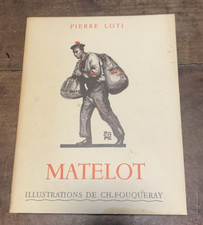 PIERRE LOTI
MATELOT
ILLUSTRATIONS DE CH. FOUQUERAY